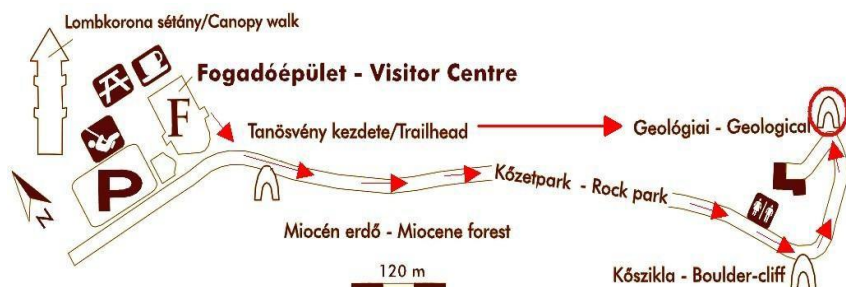 Lombkorona sétány/Canopy walk
Fogadóépület - Visitor Centre
F
Tanösvény kezdete/Trailhead
Geológiai - Geological
P
Kőzetpark - Rock park
N
Miocén erdő - Miocene forest
120 m
Kőszikla - Boulder-cliff